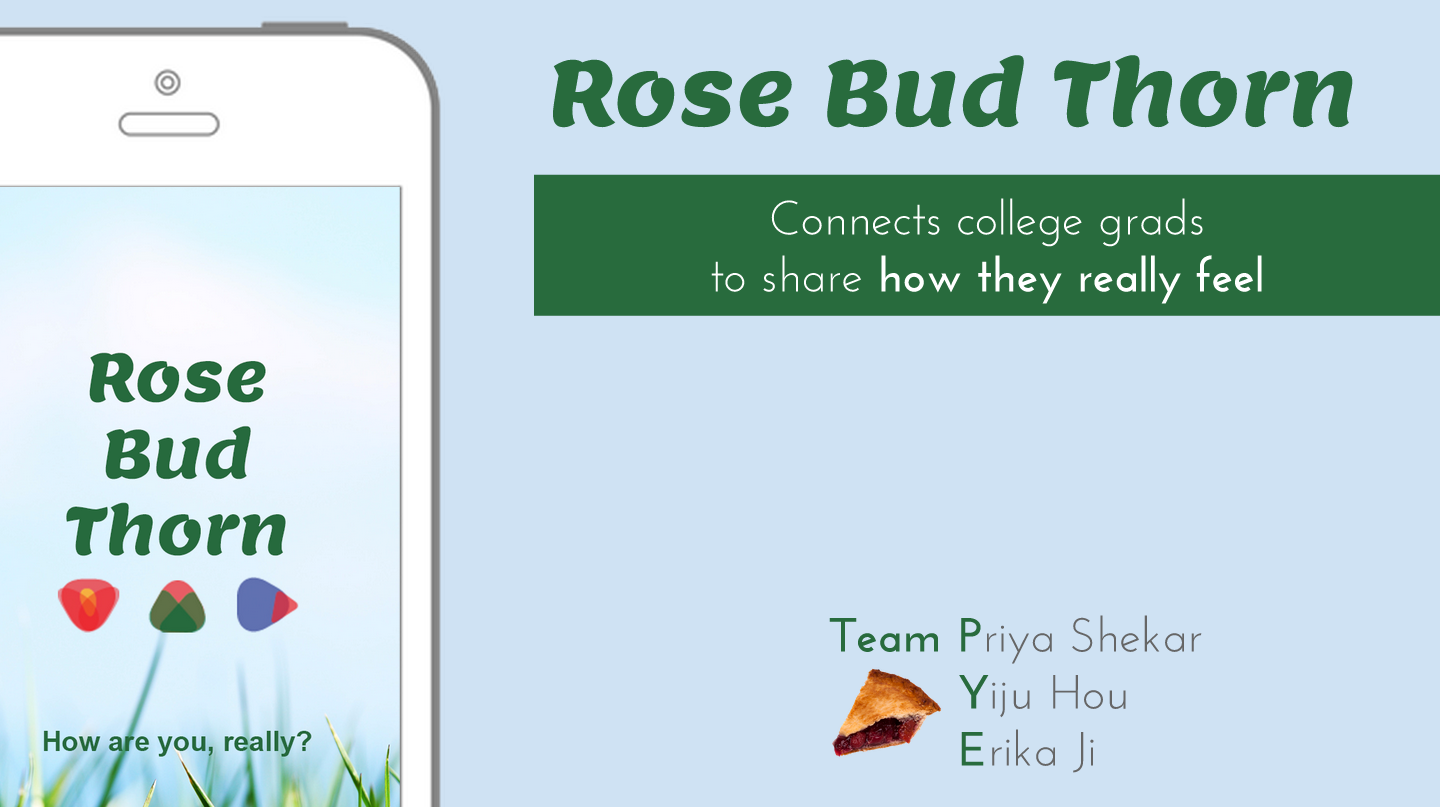 Rose Bud Thorn
Connects college grads
to share how they really feel
Rose
Bud
Thorn
How are you, really?
Team Priya Shekar
Yiju Hou
Erika Ji